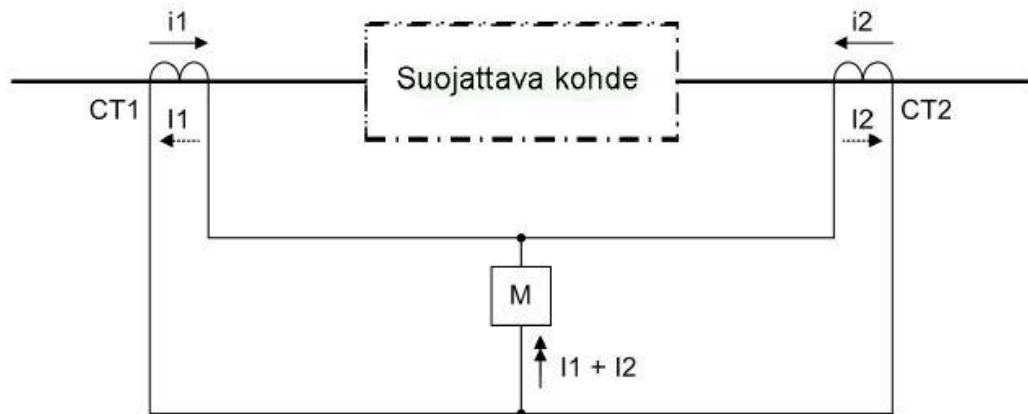 i1
i2
Suojattava kohde
CT1
CT2
I1
I2
M
I1 + I2